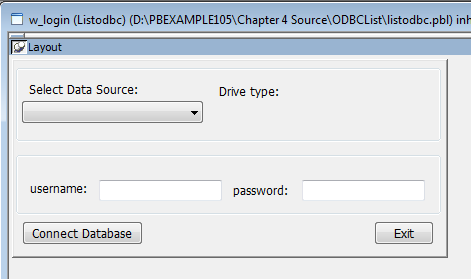 w_login (Listodbc) (D:\PBEXAMPLE105\Chapter 4 Source\ODBCList\listodbc.pbl) inh
Layout
Select Data Source:
Drive type:
username:
password:
Connect Database
Exit